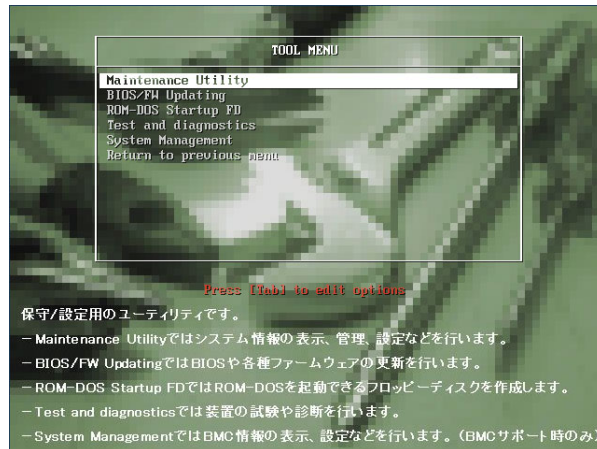 TOOL MENU
Maintenance Utility
BIOS/FW Updating
ROM-DOS Startup FD
Test and diagnostics
System Management
Return to previous menu
Press [Tab] to edit options
保守/設定用のユーティリティです。
－Maintenance Utilityではシステム情報の表示、管理、設定などを行います。
－BIOS/FW UpdatingではBIOSや各種ファームウェアの更新を行います。
－ROM-DOS Startup FDではROM-DOSを起動できるフロッピーディスクを作成します。
－Test and diagnosticsでは装置の試験や診断を行います。
－System ManagementではBMC情報の表示、設定などを行います。（BMCサポート時のみ）